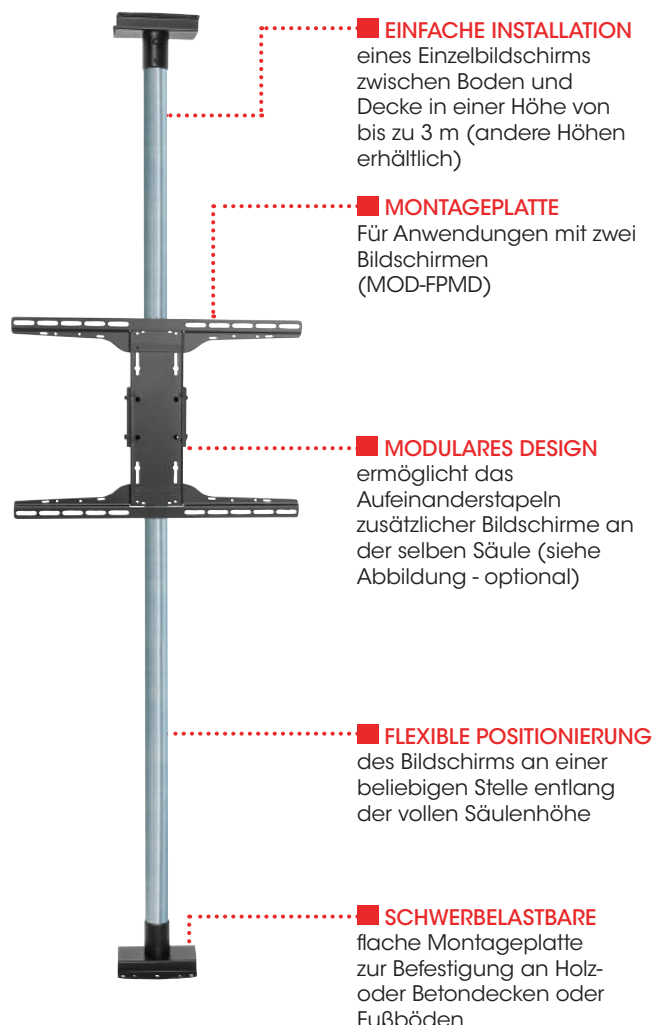 EINFACHE INSTALLATION
eines Einzelbildschirms
zwischen Boden und
Decke in einer Höhe von
bis zu 3 m (andere Höhen
erhältlich)
MONTAGEPLATTE
Für Anwendungen mit zwei
Bildschirmen
(MOD-FPMD)
MODULARES DESIGN
ermöglicht das
Aufeinanderstapeln
zusätzlicher Bildschirme an
der selben Säule (siehe
Abbildung - optional)
FLEXIBLE POSITIONIERUNG
des Bildschirms an einer
beliebigen Stelle entlang
der vollen Säulenhöhe
SCHWERBELASTBARE
flache Montageplatte
zur Befestigung an Holz-
oder Betondecken oder
Fußböden